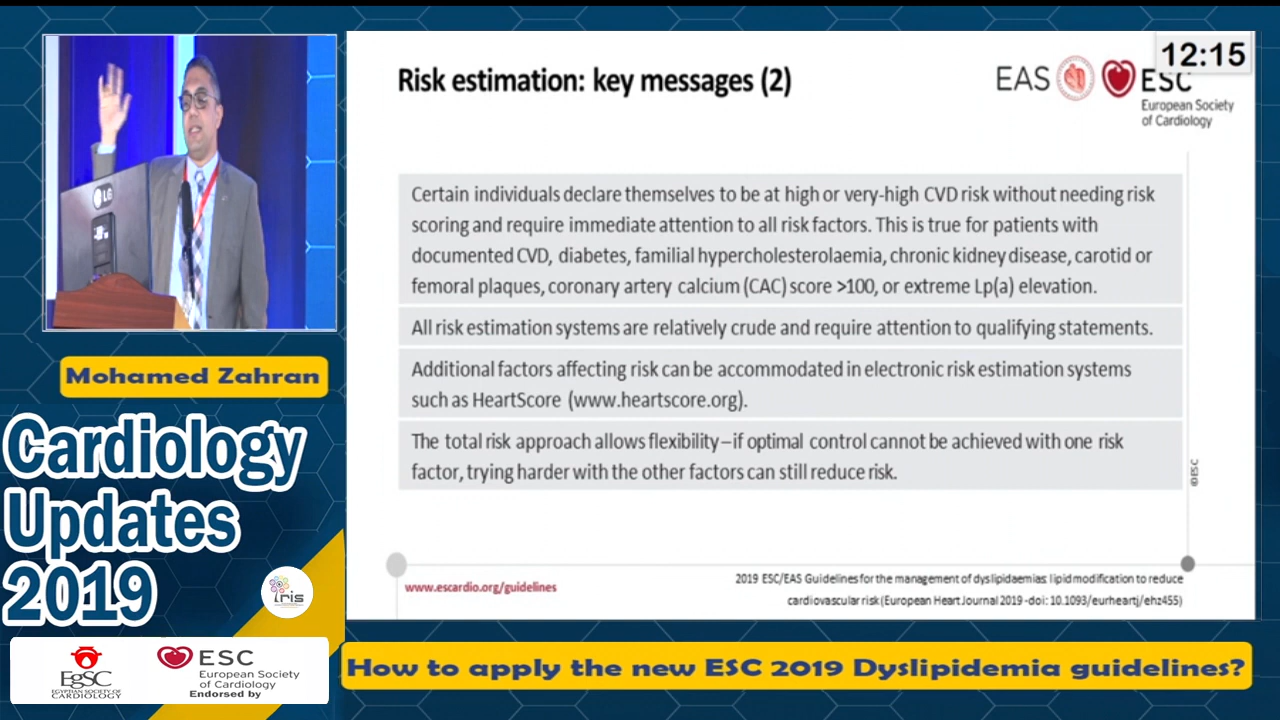 LG
Mohamed Zahran
Cardiology
Updates
2019
iris
EgSC
EGYPTIAN SOCIETY OF
CARDIOLOGY
ESC
European Society
of Cardiology
Endorsed by
12:15
Risk estimation: key messages (2)
EAS
ESC
European Society
of Cardiology
Certain individuals declare themselves to be at high or very-high CVD risk without needing risk
scoring and require immediate attention to all risk factors. This is true for patients with
documented CVD, diabetes, familial hypercholesterolaemia, chronic kidney disease, carotid or
femoral plaques, coronary artery calcium (CAC) score >100, or extreme Lp(a) elevation.
All risk estimation systems are relatively crude and require attention to qualifying statements.
Additional factors affecting risk can be accommodated in electronic risk estimation systems
such as HeartScore (www.heartscore.org).
The total risk approach allows flexibility–if optimal control cannot be achieved with one risk
factor, trying harder with the other factors can still reduce risk.
©ESC
www.escardio.org/guidelines
2019 ESC/EAS Guidelines for the management of dyslipidaemias: lipid modification to reduce
cardiovascular risk (European Heart Journal 2019 -doi: 10.1093/eurheartj/ehz455)
How to apply the new ESC 2019 Dyslipidemia guidelines?